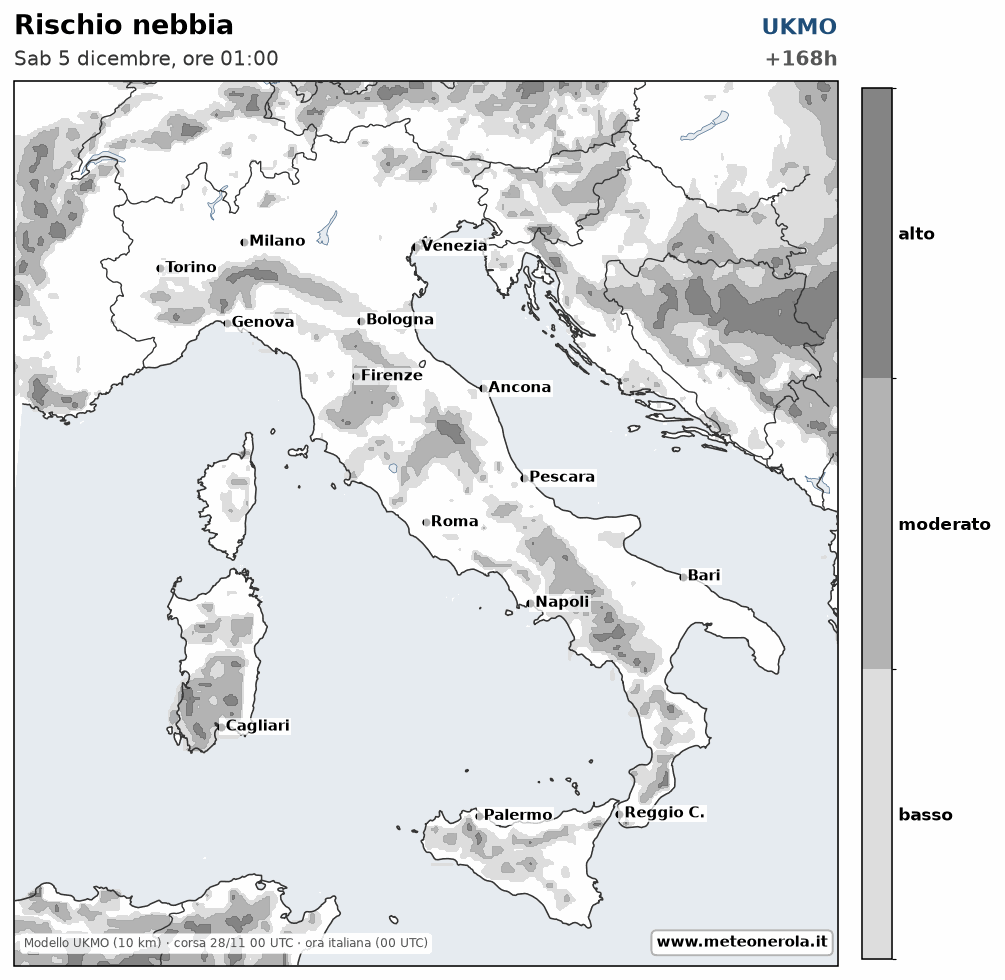 Rischio nebbia
UKMO
Sab 5 dicembre, ore 01:00
+168h
alto
Milano
Venezia
Torino
Genova
Bologna
Firenze
Ancona
Pescara
Roma
moderato
Bari
Napoli
Cagliari
Reggio C.
Palermo
basso
Modello UKMO (10 km) · corsa 28/11 00 UTC · ora italiana (00 UTC)
www.meteonerola.it